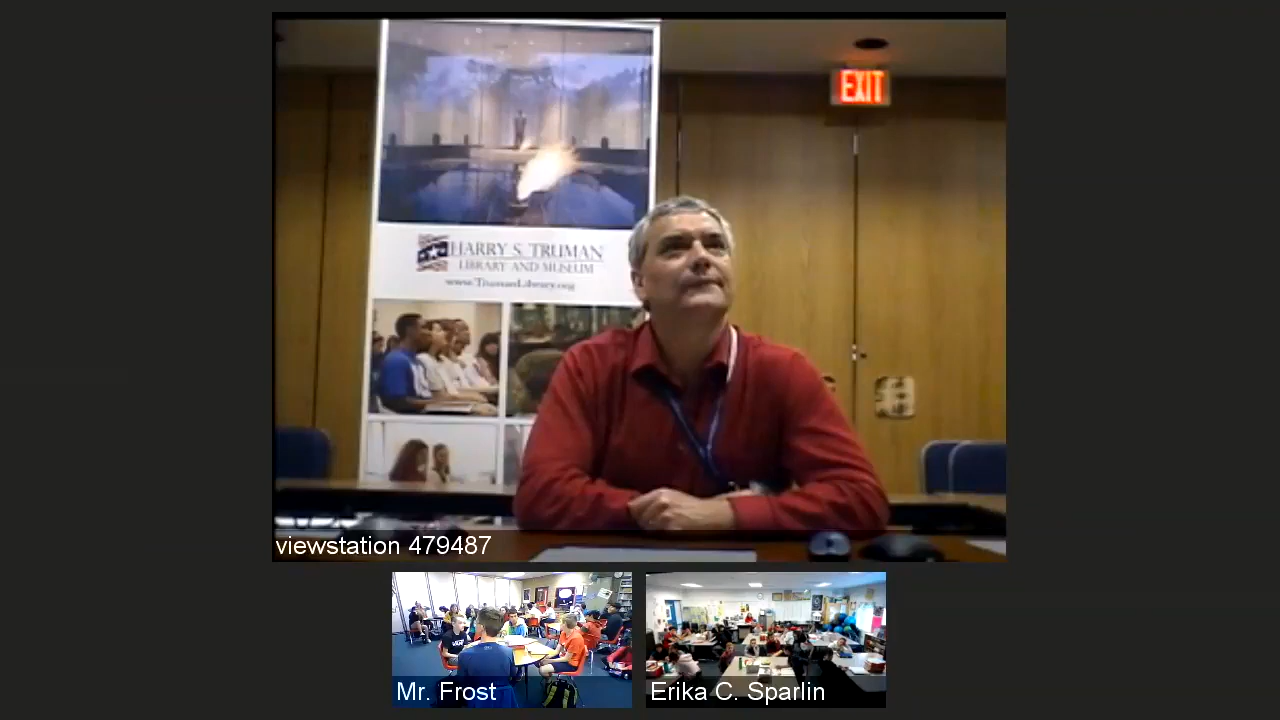 EXIT
HARRY S. TRUMAN
LIBRARY AND MUSEUM
www.TrumanLibrary.org
viewstation 479487
Mr. Frost
Erika C. Sparlin